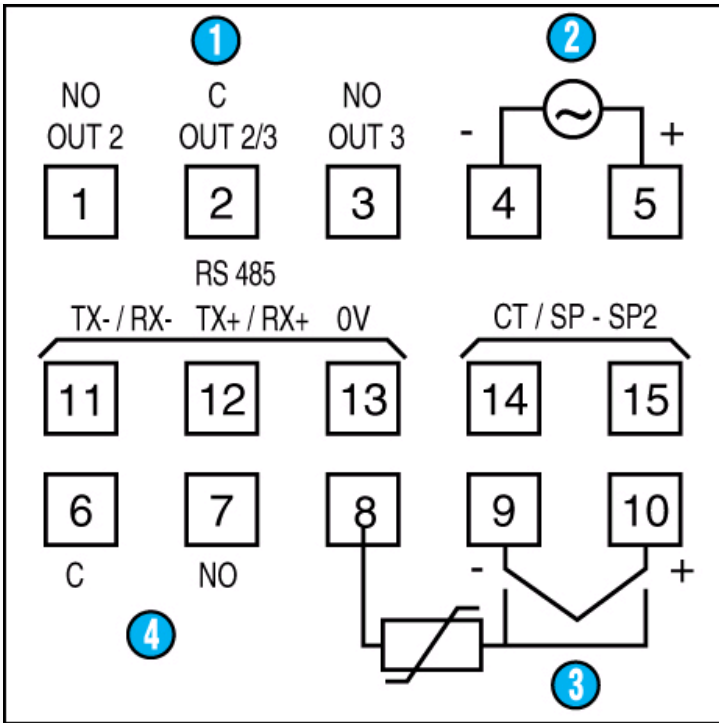 1 2
NO C NO
OUT 2 OUT 2/3 OUT 3 - ~ +
1 2 3 4 5
RS 485
TX- / RX- TX+ / RX+ 0V CT / SP - SP2
11 12 13 14 15
6 7 8 9 10
C NO - +
4 3